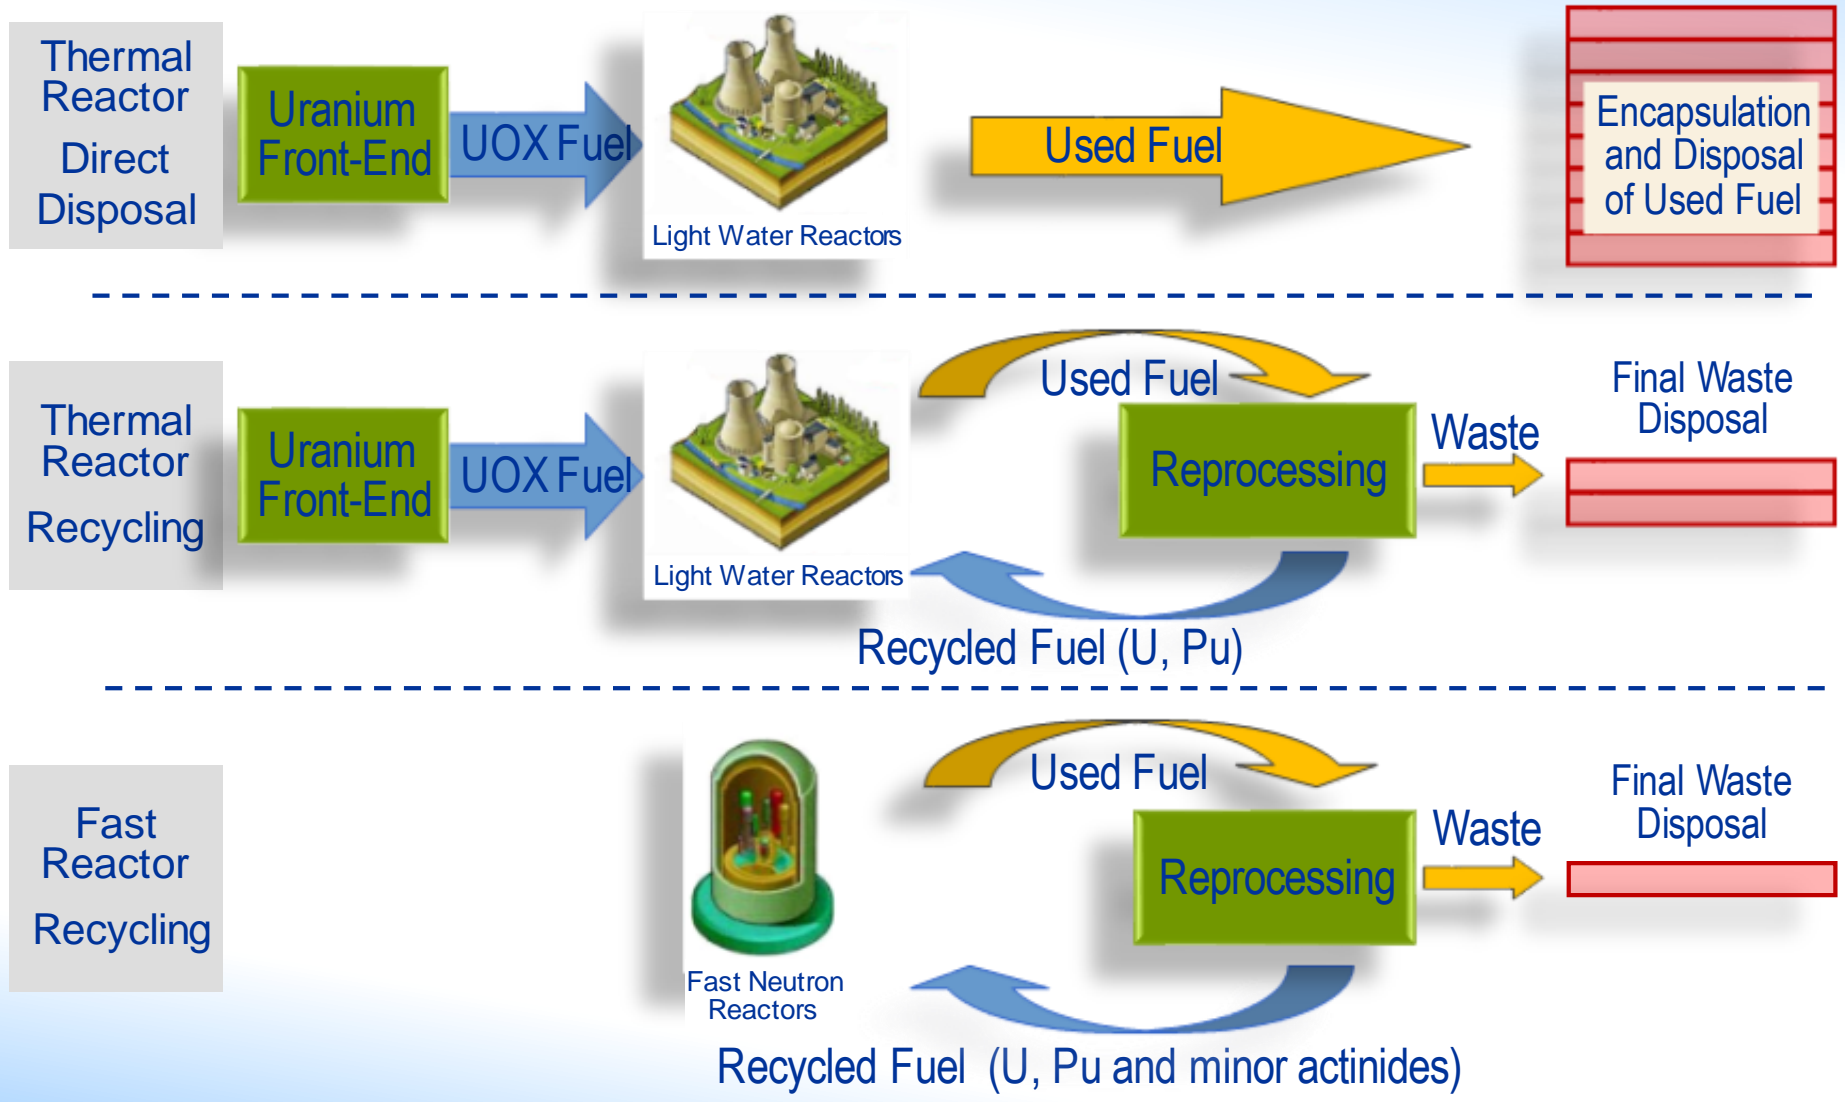 Thermal
Reactor
Direct
Disposal
Uranium
Front-End
UOX Fuel
Light Water Reactors
Used Fuel
Encapsulation
and Disposal
of Used Fuel
Thermal
Reactor
Recycling
Uranium
Front-End
UOX Fuel
Light Water Reactors
Used Fuel
Reprocessing
Waste
Final Waste
Disposal
Recycled Fuel (U, Pu)
Fast
Reactor
Recycling
Fast Neutron
Reactors
Used Fuel
Reprocessing
Waste
Final Waste
Disposal
Recycled Fuel (U, Pu and minor actinides)